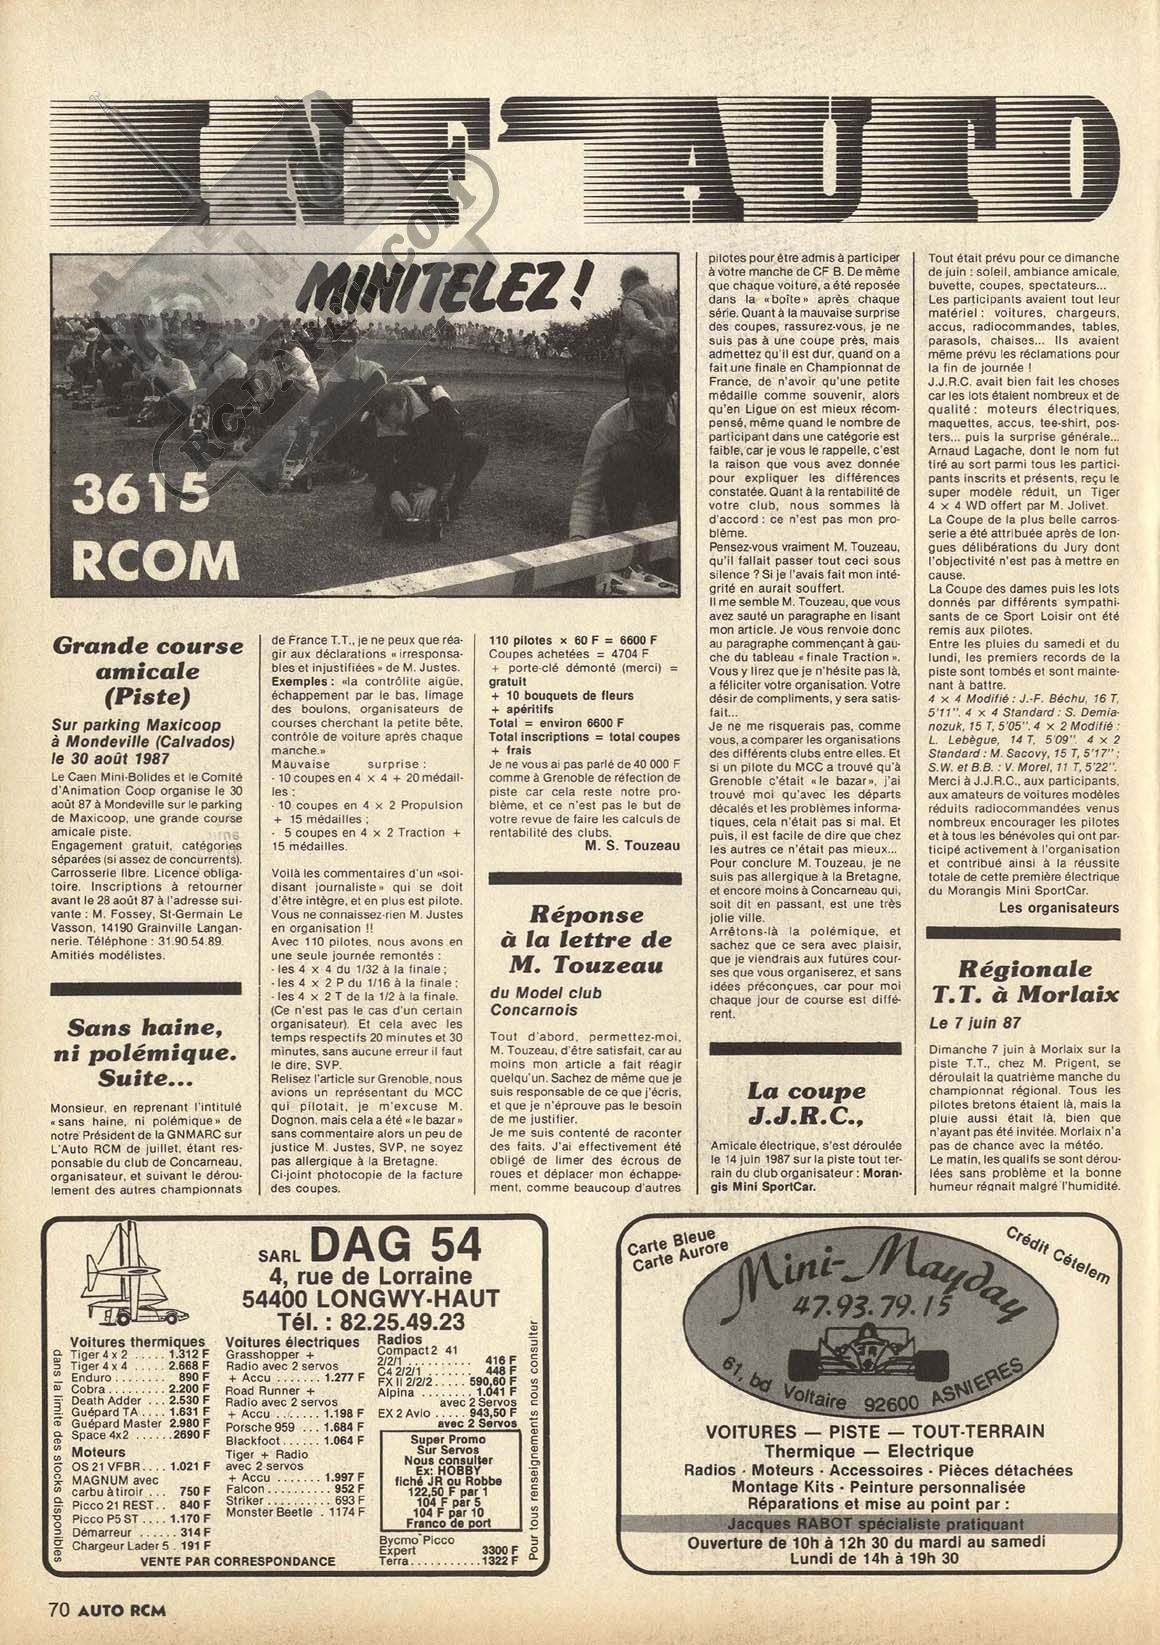 LE AUTO
MINITELEZ !
3615
RCOM
Grande course
amicale
(Piste)
Sur parking Maxicoop
à Mondeville (Calvados)
le 30 août 1987
Le Caen Mini-Bolides et le Comité
d'Animation Coop organise le 30
août 87 à Mondeville sur le parking
de Maxicoop, une grande course
amicale piste.
Engagement gratuit, catégories
séparées (si assez de concurrents).
Carrosserie libre. Licence obliga-
toire. Inscriptions à retourner
avant le 28 août 87 à l'adresse sui-
vante : M. Fossey, St-Germain Le
Vasson, 14190 Grainville Langan-
nerie. Téléphone : 31.90.54.89.
Amitiés modélistes.
Sans haine,
ni polémique.
Suite...
Monsieur, en reprenant l'intitulé
«sans haine, ni polémique» de
notre Président de la GNMARC sur
L'Auto RCM de juillet, étant res-
ponsable du club de Concarneau,
organisateur, et suivant le dérou-
lement des autres championnats
de France T.T., je ne peux que réa-
gir aux déclarations «irresponsa-
bles et injustifiées» de M. Justes.
Exemples : «la contrôlite aigüe,
échappement par le bas, limage
des boulons, organisateurs de
courses cherchant la petite bête,
contrôle de voiture après chaque
manche.»
Mauvaise surprise :
- 10 coupes en 4 × 4 + 20 médail-
les ;
- 10 coupes en 4 × 2 Propulsion
+ 15 médailles ;
- 5 coupes en 4 × 2 Traction +
15 médailles.
Voilà les commentaires d'un «soi-
disant journaliste» qui se doit
d'être intègre, et en plus est pilote.
Vous ne connaissez-rien M. Justes
en organisation !!
Avec 110 pilotes, nous avons en
une seule journée remontés :
- les 4 × 4 du 1/32 à la finale ;
- les 4 × 2 P du 1/16 à la finale ;
- les 4 × 2 T de la 1/2 à la finale.
(Ce n'est pas le cas d'un certain
organisateur). Et cela avec les
temps respectifs 20 minutes et 30
minutes, sans aucune erreur il faut
le dire, SVP.
Relisez l'article sur Grenoble, nous
avions un représentant du MCC
qui pilotait, je m'excuse M.
Dognon, mais cela a été «le bazar»
sans commentaire alors un peu de
justice M. Justes, SVP, ne soyez
pas allergique à la Bretagne.
Ci-joint photocopie de la facture
des coupes.
110 pilotes × 60 F = 6600 F
Coupes achetées = 4704 F
+ porte-clé démonté (merci) =
gratuit
+ 10 bouquets de fleurs
+ apéritifs
Total = environ 6600 F
Total inscriptions = total coupes
+ frais
Je ne vous ai pas parlé de 40 000 F
comme à Grenoble de réfection de
piste car cela reste notre pro-
blème, et ce n'est pas le but de
votre revue de faire les calculs de
rentabilité des clubs.
M. S. Touzeau
Réponse
à la lettre de
M. Touzeau
du Model club
Concarnois
Tout d'abord, permettez-moi,
M. Touzeau, d'être satisfait, car au
moins mon article a fait réagir
quelqu'un. Sachez de même que je
suis responsable de ce que j'écris,
et que je n'éprouve pas le besoin
de me justifier.
Je me suis contenté de raconter
des faits. J'ai effectivement été
obligé de limer des écrous de
roues et déplacer mon échappe-
ment, comme beaucoup d'autres
pilotes pour être admis à participer
à votre manche de CF B. De même
que chaque voiture, a été reposée
dans la «boîte» après chaque
série. Quant à la mauvaise surprise
des coupes, rassurez-vous, je ne
suis pas à une coupe près, mais
admettez qu'il est dur, quand on a
fait une finale en Championnat de
France, de n'avoir qu'une petite
médaille comme souvenir, alors
qu'en Ligue on est mieux récom-
pensé, même quand le nombre de
participant dans une catégorie est
faible, car je vous le rappelle, c'est
la raison que vous avez donnée
pour expliquer les différences
constatée. Quant à la rentabilité de
votre club, nous sommes là
d'accord : ce n'est pas mon pro-
blème.
Pensez-vous vraiment M. Touzeau,
qu'il fallait passer tout ceci sous
silence ? Si je l'avais fait mon inté-
grité en aurait souffert.
Il me semble M. Touzeau, que vous
avez sauté un paragraphe en lisant
mon article. Je vous renvoie donc
au paragraphe commençant à gau-
che du tableau «finale Traction».
Vous y lirez que je n'hésite pas là,
a féliciter votre organisation. Votre
désir de compliments, y sera satis-
fait...
Je ne me risquerais pas, comme
vous, a comparer les organisations
des différents clubs entre elles. Et
si un pilote du MCC a trouvé qu'à
Grenoble c'était «le bazar», j'ai
trouvé moi qu'avec les départs
décalés et les problèmes informa-
tiques, cela n'était pas si mal. Et
puis, il est facile de dire que chez
les autres ce n'était pas mieux...
Pour conclure M. Touzeau, je ne
suis pas allergique à la Bretagne,
et encore moins à Concarneau qui,
soit dit en passant, est une très
jolie ville.
Arrêtons-là la polémique, et
sachez que ce sera avec plaisir,
que je viendrais aux futures cour-
ses que vous organiserez, et sans
idées préconçues, car pour moi
chaque jour de course est diffé-
rent.
La coupe
J.J.R.C.,
Amicale électrique, s'est déroulée
le 14 juin 1987 sur la piste tout ter-
rain du club organisateur : Moran-
gis Mini SportCar.
Tout était prévu pour ce dimanche
de juin : soleil, ambiance amicale,
buvette, coupes, spectateurs...
Les participants avaient tout leur
matériel : voitures, chargeurs,
accus, radiocommandes, tables,
parasols, chaises... Ils avaient
même prévu les réclamations pour
la fin de journée !
J.J.R.C. avait bien fait les choses
car les lots étaient nombreux et de
qualité : moteurs électriques,
maquettes, accus, tee-shirt, pos-
ters... puis la surprise générale...
Arnaud Lagache, dont le nom fut
tiré au sort parmi tous les partici-
pants inscrits et présents, reçu le
super modèle réduit, un Tiger
4 × 4 WD offert par M. Jolivet.
La Coupe de la plus belle carros-
serie a été attribuée après de lon-
gues délibérations du Jury dont
l'objectivité n'est pas à mettre en
cause.
La Coupe des dames puis les lots
donnés par différents sympathi-
sants de ce Sport Loisir ont été
remis aux pilotes.
Entre les pluies du samedi et du
lundi, les premiers records de la
piste sont tombés et sont mainte-
nant à battre.
4 × 4 Modifié : J.-F. Béchu, 16 T,
5'11". 4 × 4 Standard : S. Demia-
nozuk, 15 T, 5'05". 4 × 2 Modifié :
L. Lebègue, 14 T, 5'09". 4 × 2
Standard : M. Sacovy, 15 T, 5'17" ;
S.W. et B.B. : V. Morel, 11 T, 5'22".
Merci à J.J.R.C., aux participants,
aux amateurs de voitures modèles
réduits radiocommandées venus
nombreux encourager les pilotes
et à tous les bénévoles qui ont par-
ticipé activement à l'organisation
et contribué ainsi à la réussite
totale de cette première électrique
du Morangis Mini SportCar.
Les organisateurs
Régionale
T.T. à Morlaix
Le 7 juin 87
Dimanche 7 juin à Morlaix sur la
piste T.T., chez M. Prigent, se
déroulait la quatrième manche du
championnat régional. Tous les
pilotes bretons étaient là, mais la
pluie aussi était là, bien que
n'ayant pas été invitée. Morlaix n'a
pas de chance avec la météo.
Le matin, les qualifs se sont dérou-
lées sans problème et la bonne
humeur régnait malgré l'humidité.
SARL DAG 54
4, rue de Lorraine
54400 LONGWY-HAUT
Tél. : 82.25.49.23
dans la limite des stocks disponibles
Voitures thermiques
Tiger 4 x 2 ..... 1.312 F
Tiger 4 x 4 ..... 2.668 F
Enduro ....... 890 F
Cobra ........ 2.200 F
Death Adder ... 2.530 F
Guépard TA .... 1.631 F
Guépard Master 2.980 F
Space 4x2 ...... 2690 F
Moteurs
OS 21 VFBR .... 1.021 F
MAGNUM avec
carbu à tiroir ... 750 F
Picco 21 REST .. 840 F
Picco P5 ST .... 1.170 F
Démarreur ...... 314 F
Chargeur Lader 5 . 191 F
Voitures électriques
Grasshopper +
Radio avec 2 servos
+ Accu ....... 1.277 F
Road Runner +
Radio avec 2 servos
+ Accu ....... 1.198 F
Porsche 959 ... 1.684 F
Blackfoot ...... 1.064 F
Tiger + Radio
avec 2 servos
+ Accu ....... 1.997 F
Falcon ......... 952 F
Striker ......... 693 F
Monster Beetle . 1174 F
Radios
Compact 2 41
2/2/1 .......... 416 F
C4 2/2/1 ....... 448 F
FX II 2/2/2 ..... 590,60 F
Alpina ........ 1.041 F
avec 2 Servos
EX 2 Avio .... 943,50 F
avec 2 Servos
Super Promo
Sur Servos
Nous consulter
Ex: HOBBY
fiché JR ou Robbe
122,50 F par 1
104 F par 5
104 F par 10
Franco de port
Bycmo Picco
Expert 3300 F
Terra ......... 1322 F
VENTE PAR CORRESPONDANCE
Pour tous renseignements nous consulter
Carte Bleue
Carte Aurore
Crédit Cételem
Mini-Mayday
47.93.79.15
61, bd Voltaire 92600 ASNIERES
VOITURES — PISTE — TOUT-TERRAIN
Thermique — Electrique
Radios - Moteurs - Accessoires - Pièces détachées
Montage Kits - Peinture personnalisée
Réparations et mise au point par :
Jacques RABOT spécialiste pratiquant
Ouverture de 10h à 12h 30 du mardi au samedi
Lundi de 14h à 19h 30
70 AUTO RCM